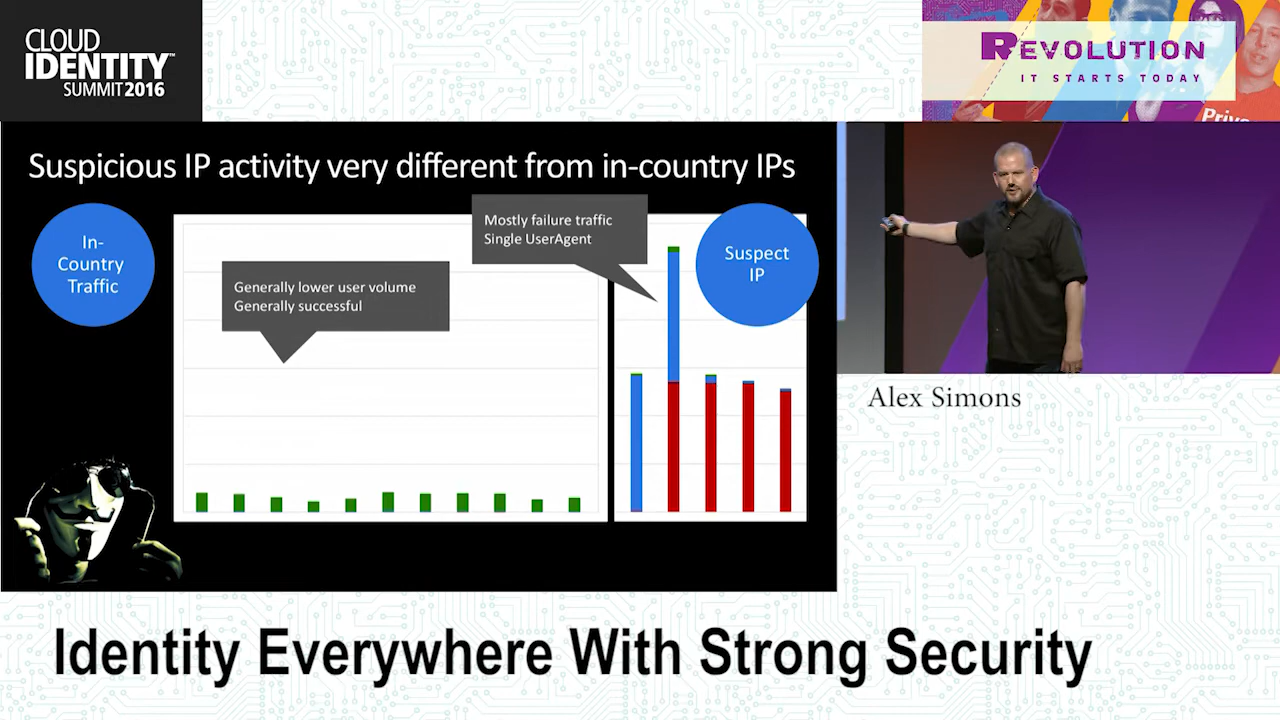 CLOUD
IDENTITY™
SUMMIT 2016
REVOLUTION
IT STARTS TODAY
Suspicious IP activity very different from in-country IPs
In-
Country
Traffic
Generally lower user volume
Generally successful
Mostly failure traffic
Single UserAgent
Suspect
IP
Alex Simons
Identity Everywhere With Strong Security